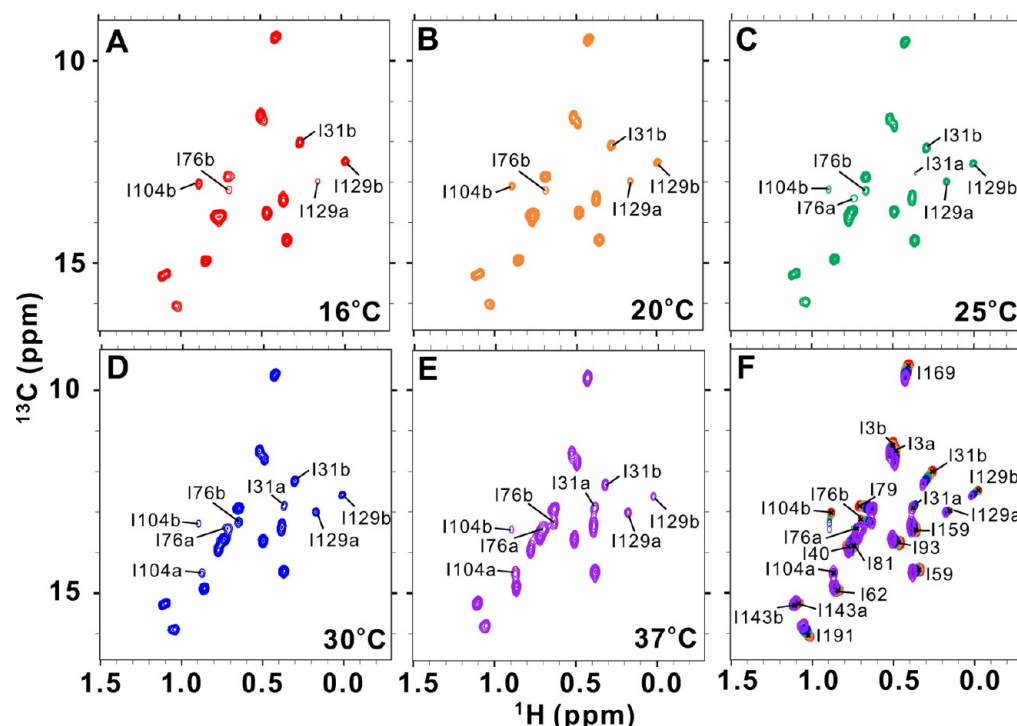 A
10
15
I31b
I76b
I104b
I129b
I129a
16°C
B
I31b
I76b
I104b
I129b
I129a
20°C
C
I31b
I76b
I31a
I104b
I129b
I76a
I129a
25°C
D
10
15
I31b
I31a
I76b
I104b
I129b
I76a
I129a
I104a
30°C
1.5
1.0
0.5
0.0
E
I31b
I31a
I76b
I104b
I76a
I129b
I129a
I104a
37°C
1.5
1.0
0.5
0.0
F
I169
I3b
I3a
I31b
I129b
I79
I76b
I31a
I129a
I76a
I159
I40
I81
I93
I104a
I59
I62
I143b
I143a
I191
1.5
1.0
0.5
0.0
13C (ppm)
1H (ppm)